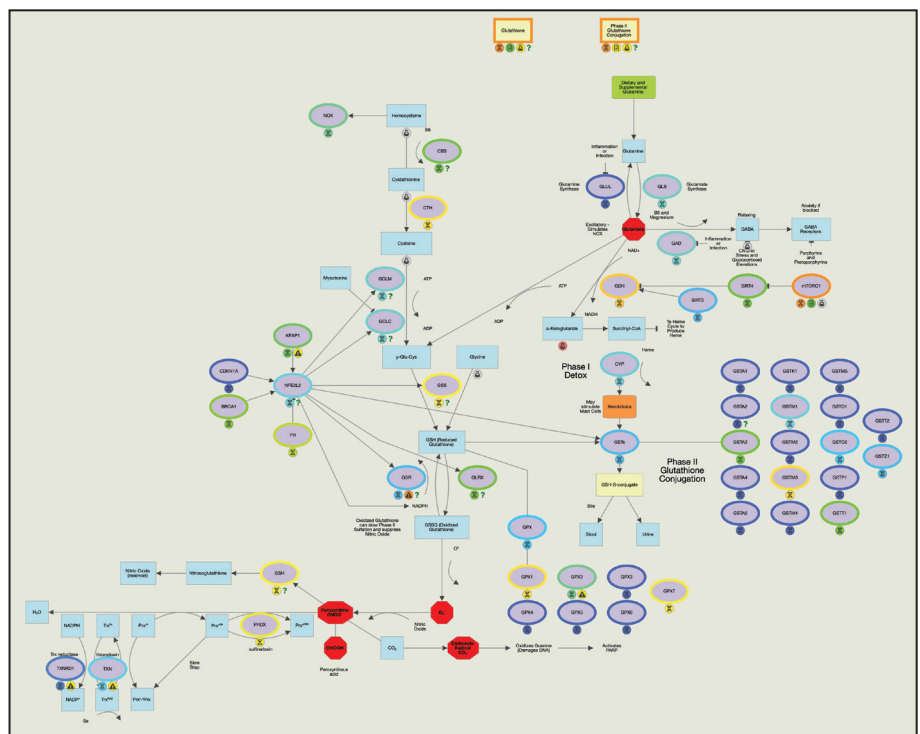 Glutathione
Phase II
Glutathione
Conjugation
?
?
Dietary and
Supplemental
Glutamine
NOX
Homocysteine
B6
CBS
?
Inflammation
or
Infection
Glutamine
Cystathionine
Glutamine
Synthase
GLUL
GLS
Glutamate
Synthase
CTH
B6 and
Magnesium
Relaxing
Anxiety if
blocked
Cysteine
Excitatory -
Stimulates
NOX
Glutamate
GABA
GABA
Receptors
GAD
Inflammation
or
Infection
Chronic
Stress and
Glucocorticoid
Elevations
Porphyrins
and
Protoporphyrins
NAD+
Mycotoxins
GCLM
?
ATP
ATP
GDH
SIRT3
SIRT4
mTORC1
GCLC
?
ADP
ADP
NADH
α-Ketoglutarate
Succinyl-CoA
To Heme
Cycle to
Produce
Heme
KEAP1
γ-Glu-Cys
Glycine
Phase I
Detox
CYP
Heme
CDKN1A
NFE2L2
?
GSS
?
BRCA1
May
stimulate
Mast Cells
FXR
GSH (Reduced
Glutathione)
GSTs
GSTA1
GSTK1
GSTM5
GSTA2
?
GSTM1
GSTO1
GSTT2
GSTA3
GSTM2
GSTO2
GSTZ1
Phase II
Glutathione
Conjugation
GSTA4
GSTM3
GSTP1
GSTA5
GSTM4
GSTT1
GSR
?
GLRX
?
NADPH
GSH-S-conjugate
Bile
Oxidized Glutathione
can now Phase II
Sulfation and suppress
Nitric Oxide
GSSG (Oxidized
Glutathione)
GPX
Stool
Urine
O²
Nitric Oxide
(reservoir)
Nitrosoglutathione
GSH
?
GPX1
GPX2
GPX3
GPX7
GPX4
GPX5
GPX6
H₂O
NADPH
Peroxynitrite
ONOO
Nitric
Oxide
PRDX
sulfiredoxin
ONOOH
Peroxynitrous
acid
CO₂
Carbonate
Radical
CO₃
Oxidizes Guanine
(Damages DNA)
Activates
PARP
Slow
Step
TXNRD1
TXN
NADP⁺
Se